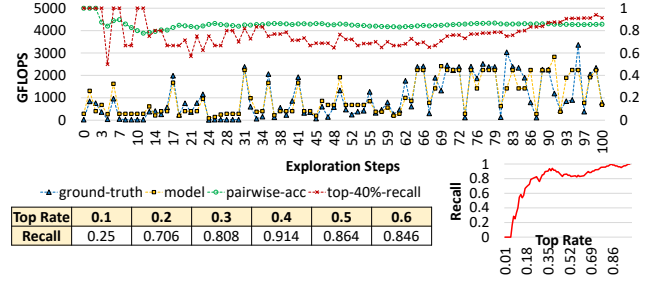 5000 4000 3000 2000 1000 0
GFLOPS
1 0.8 0.6 0.4 0.2 0
0 3 7 10 14 17 21 24 28 31 35 38 42 45 48 52 55 59 62 66 69 73 76 79 83 86 90 93 97 100
Exploration Steps
ground-truth model pairwise-acc top-40%-recall
Top Rate 0.1 0.2 0.3 0.4 0.5 0.6
Recall 0.25 0.706 0.808 0.914 0.864 0.846
Recall
1 0.8 0.6 0.4 0.2 0
Top Rate
0.01 0.18 0.35 0.52 0.69 0.86